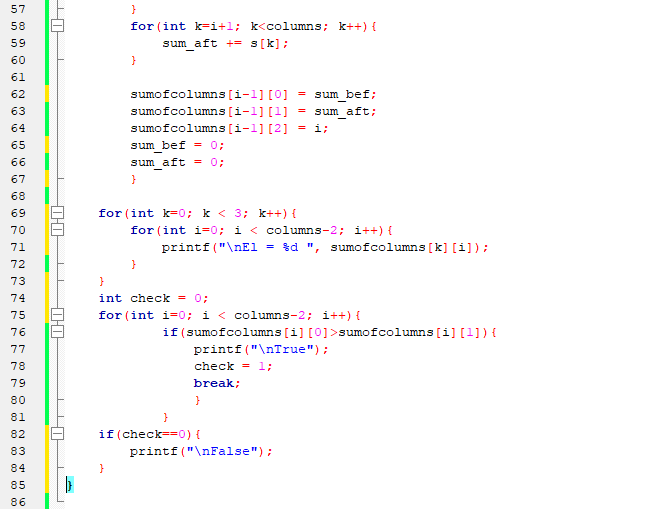 57 }
58 for(int k=i+1; k<columns; k++){
59 sum_aft += s[k];
60 }
61
62 sumofcolumns[i-1][0] = sum_bef;
63 sumofcolumns[i-1][1] = sum_aft;
64 sumofcolumns[i-1][2] = i;
65 sum_bef = 0;
66 sum_aft = 0;
67 }
68
69 for(int k=0; k < 3; k++){
70 for(int i=0; i < columns-2; i++){
71 printf("\nEl = %d ", sumofcolumns[k][i]);
72 }
73 }
74 int check = 0;
75 for(int i=0; i < columns-2; i++){
76 if(sumofcolumns[i][0]>sumofcolumns[i][1]){
77 printf("\nTrue");
78 check = 1;
79 break;
80 }
81 }
82 if(check==0){
83 printf("\nFalse");
84 }
85 }
86